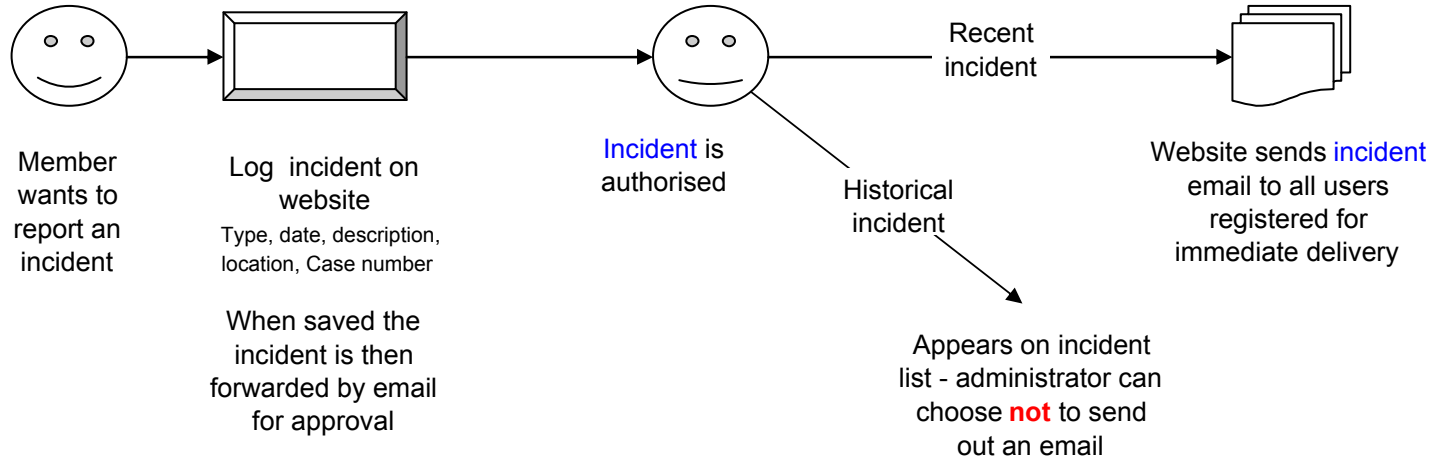 Member
wants to
report an
incident
Log incident on
website
Type, date, description,
location, Case number
When saved the
incident is then
forwarded by email
for approval
Incident is
authorised
Recent
incident
Historical
incident
Website sends incident
email to all users
registered for
immediate delivery
Appears on incident
list - administrator can
choose not to send
out an email